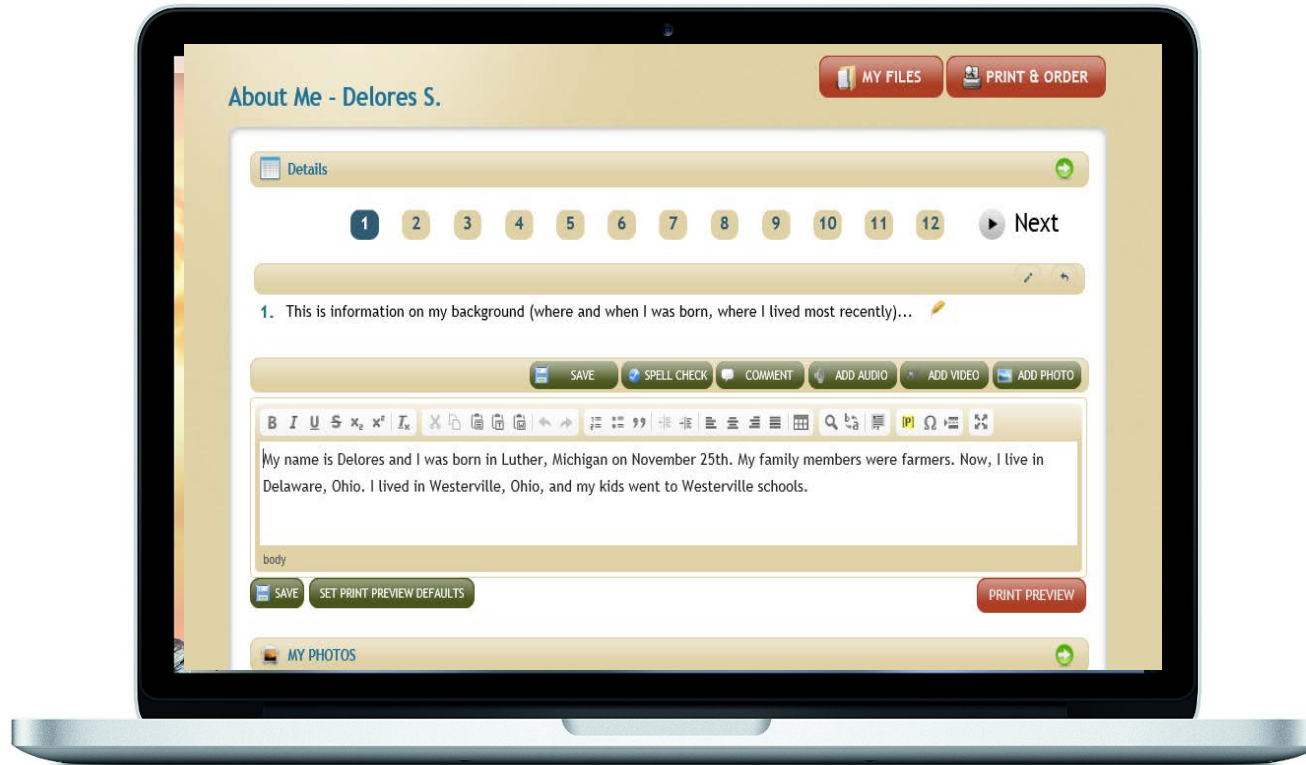 MY FILES
PRINT & ORDER
About Me - Delores S.
Details
1 2 3 4 5 6 7 8 9 10 11 12 Next
1. This is information on my background (where and when I was born, where I lived most recently)...
SAVE SPELL CHECK COMMENT ADD AUDIO ADD VIDEO ADD PHOTO
B I U S x₂ x² Ix
My name is Delores and I was born in Luther, Michigan on November 25th. My family members were farmers. Now, I live in
Delaware, Ohio. I lived in Westerville, Ohio, and my kids went to Westerville schools.
body
SAVE SET PRINT PREVIEW DEFAULTS PRINT PREVIEW
MY PHOTOS